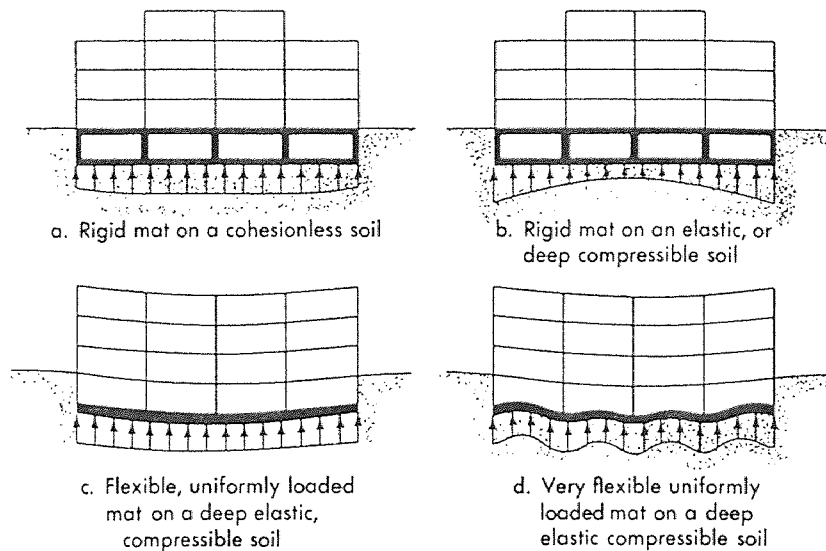 a. Rigid mat on a cohesionless soil
b. Rigid mat on an elastic, or
deep compressible soil
c. Flexible, uniformly loaded
mat on a deep elastic,
compressible soil
d. Very flexible uniformly
loaded mat on a deep
elastic compressible soil